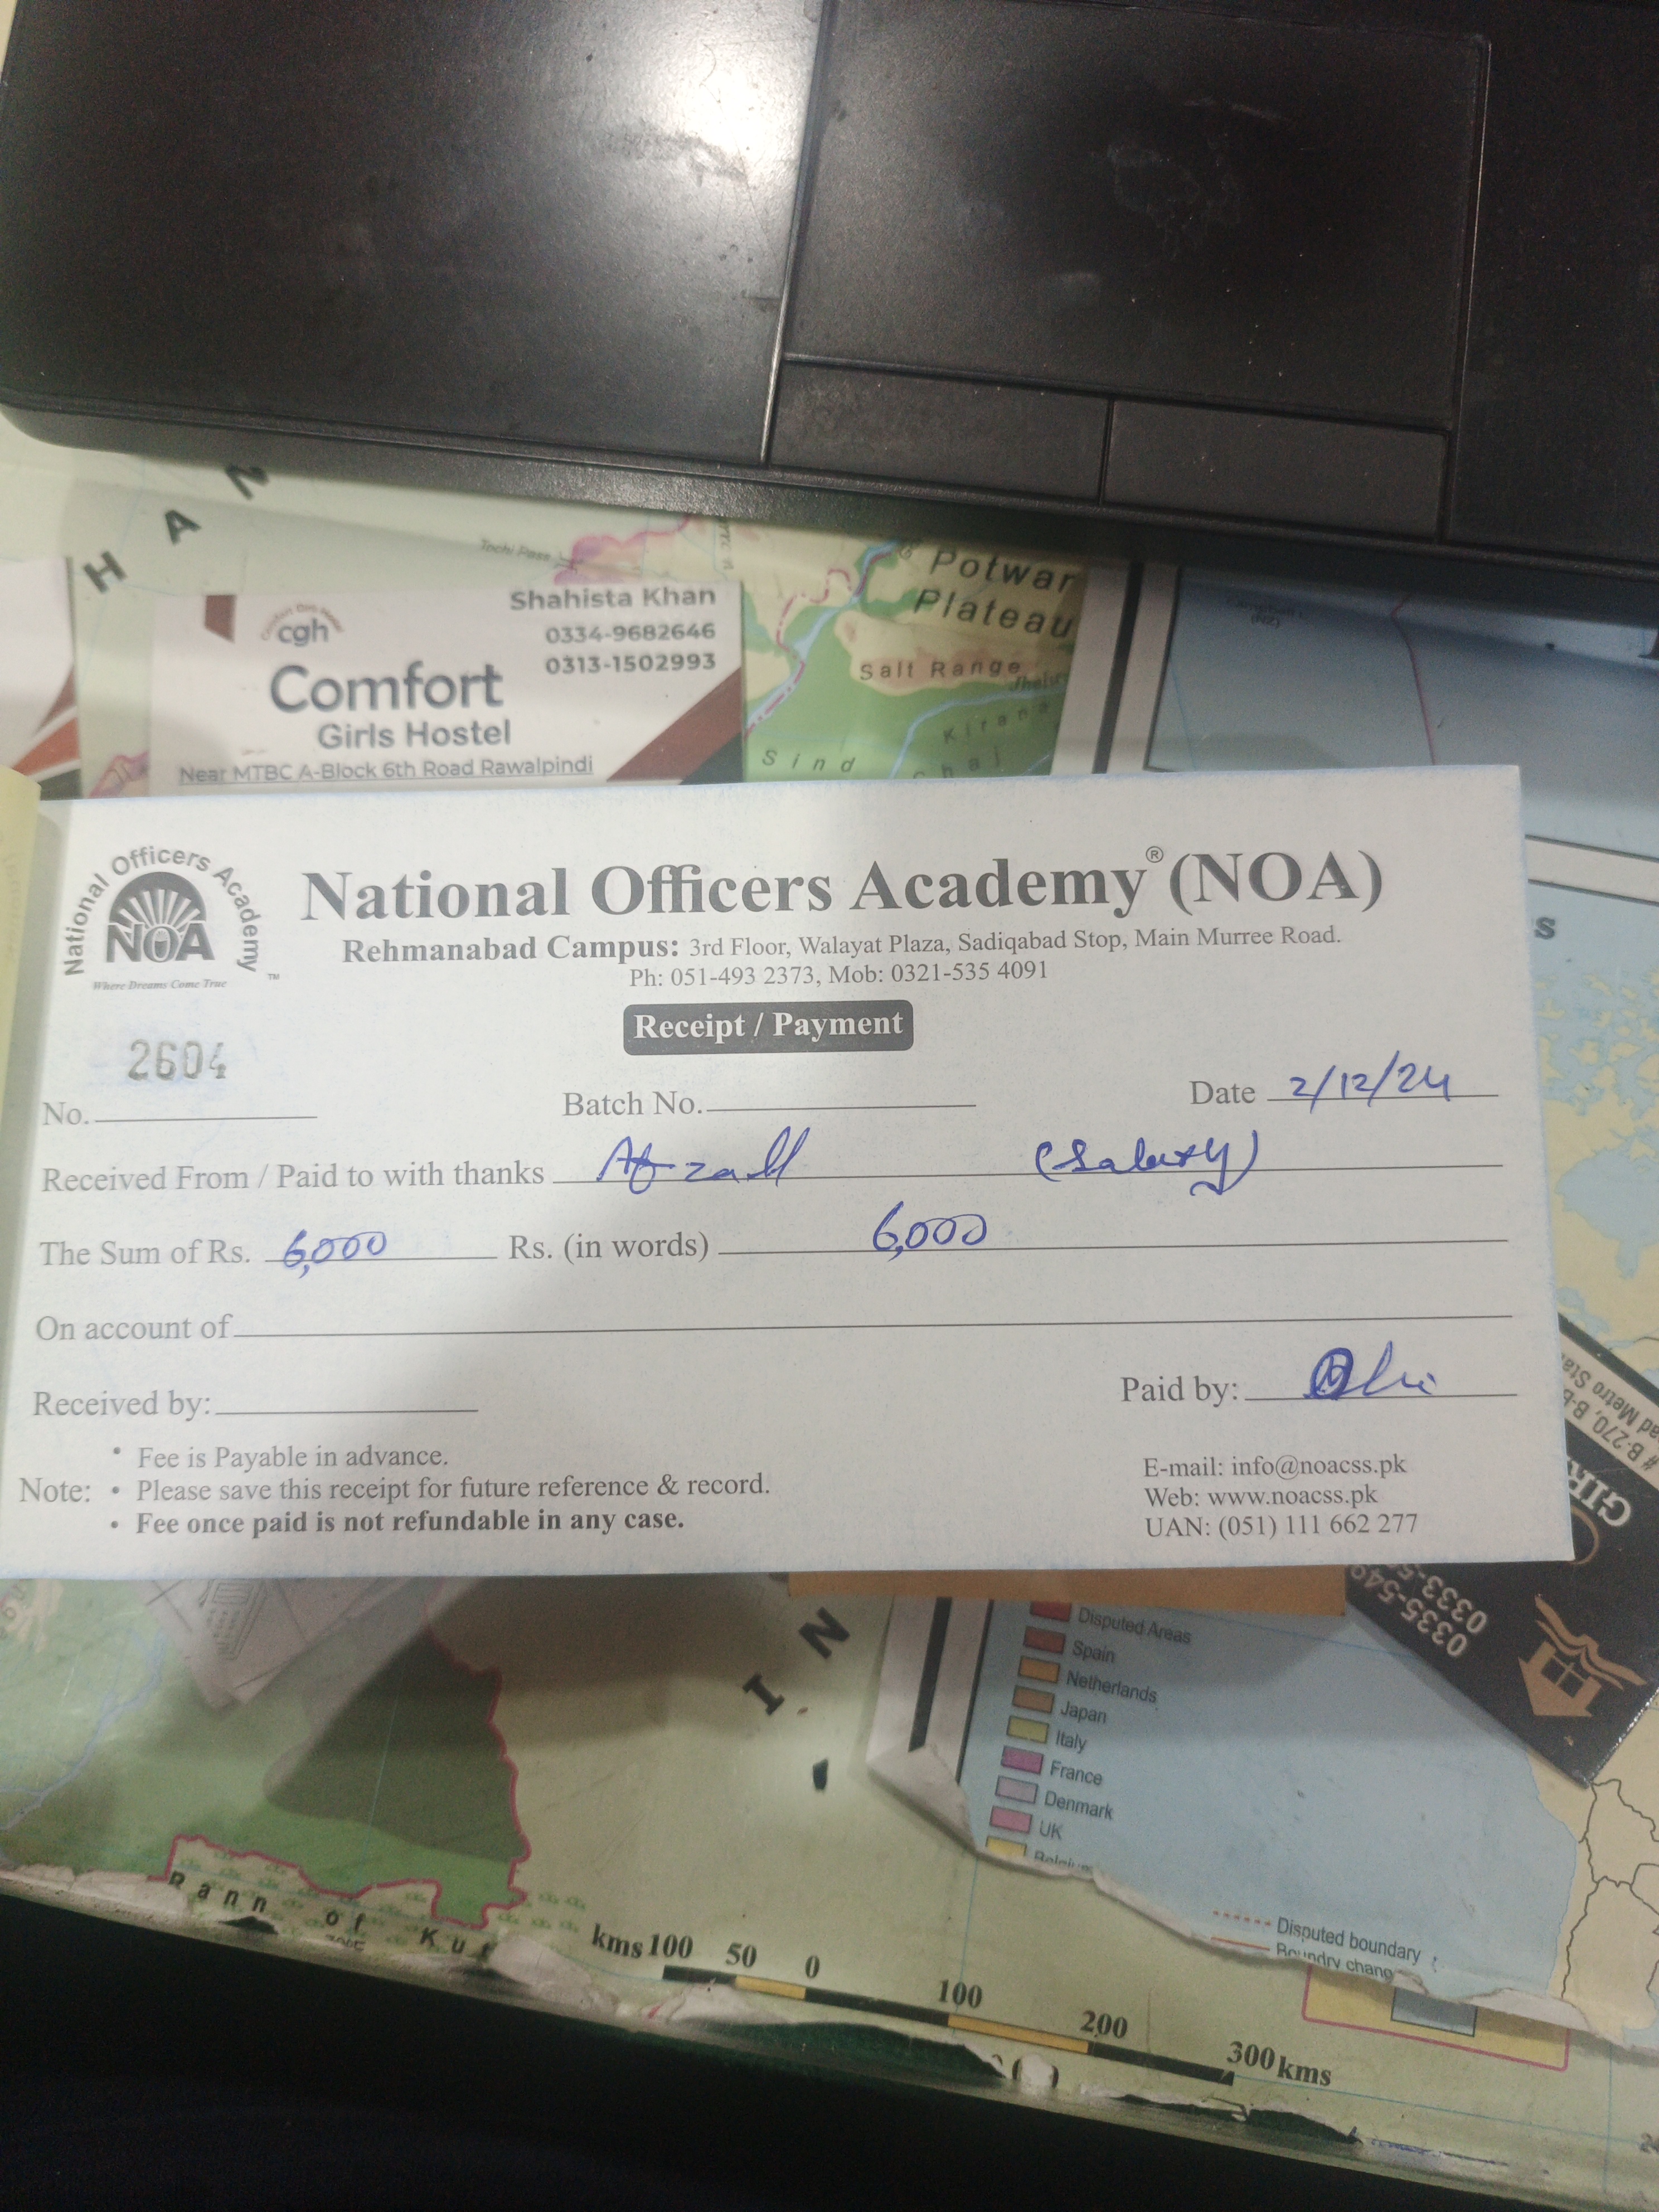 H A N
Tochi Pass
Potwar
Plateau
Salt Range
Kirana
Sind
cgh
Shahista Khan
0334-9682646
0313-1502993
Comfort
Girls Hostel
Near MTBC A-Block 6th Road Rawalpindi
National Officers Academy
NOA
Where Dreams Come True
TM
National Officers Academy® (NOA)
Rehmanabad Campus: 3rd Floor, Walayat Plaza, Sadiqabad Stop, Main Murree Road.
Ph: 051-493 2373, Mob: 0321-535 4091
Receipt / Payment
2604
No. Batch No. Date 2/12/24
Received From / Paid to with thanks Afzall (Salary)
The Sum of Rs. 6,000 Rs. (in words) 6,000
On account of
Received by: Paid by:
Note:
• Fee is Payable in advance.
• Please save this receipt for future reference & record.
• Fee once paid is not refundable in any case.
E-mail: info@noacss.pk
Web: www.noacss.pk
UAN: (051) 111 662 277
S
I N
Disputed Areas
Spain
Netherlands
Japan
Italy
France
Denmark
UK
Disputed boundary
Rann of
kms 100 50 0 100 200 300 kms